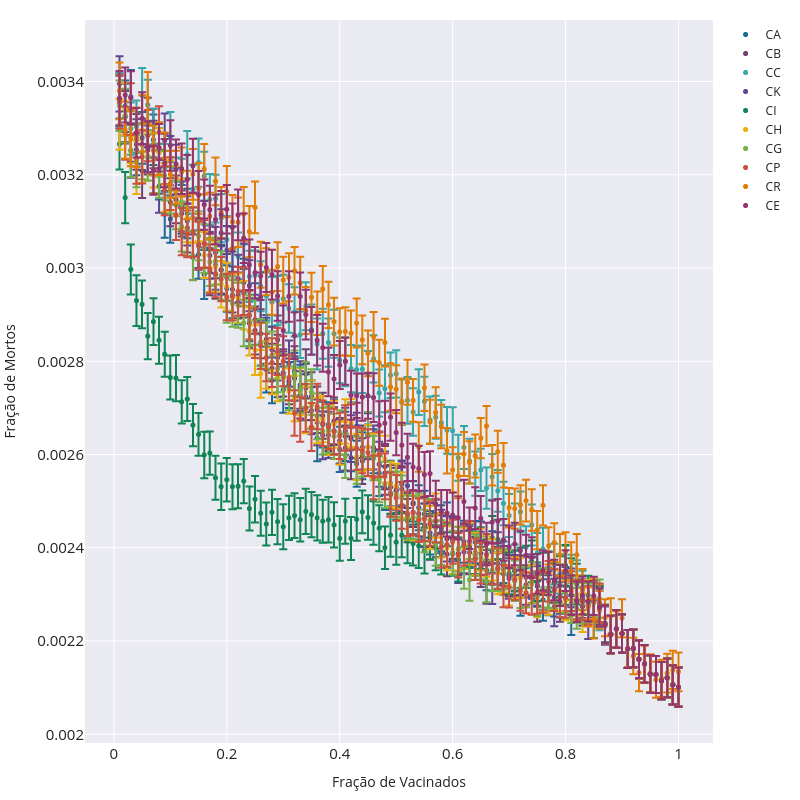 0.0034
0.0032
0.003
0.0028
0.0026
0.0024
0.0022
0.002
0
0.2
0.4
0.6
0.8
1
Fração de Vacinados
Fração de Mortos
CA
CB
CC
CK
CI
CH
CG
CP
CR
CE